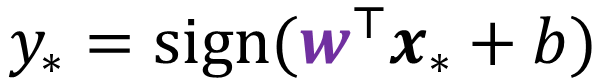 y∗ = sign(w⊤x∗ + b)